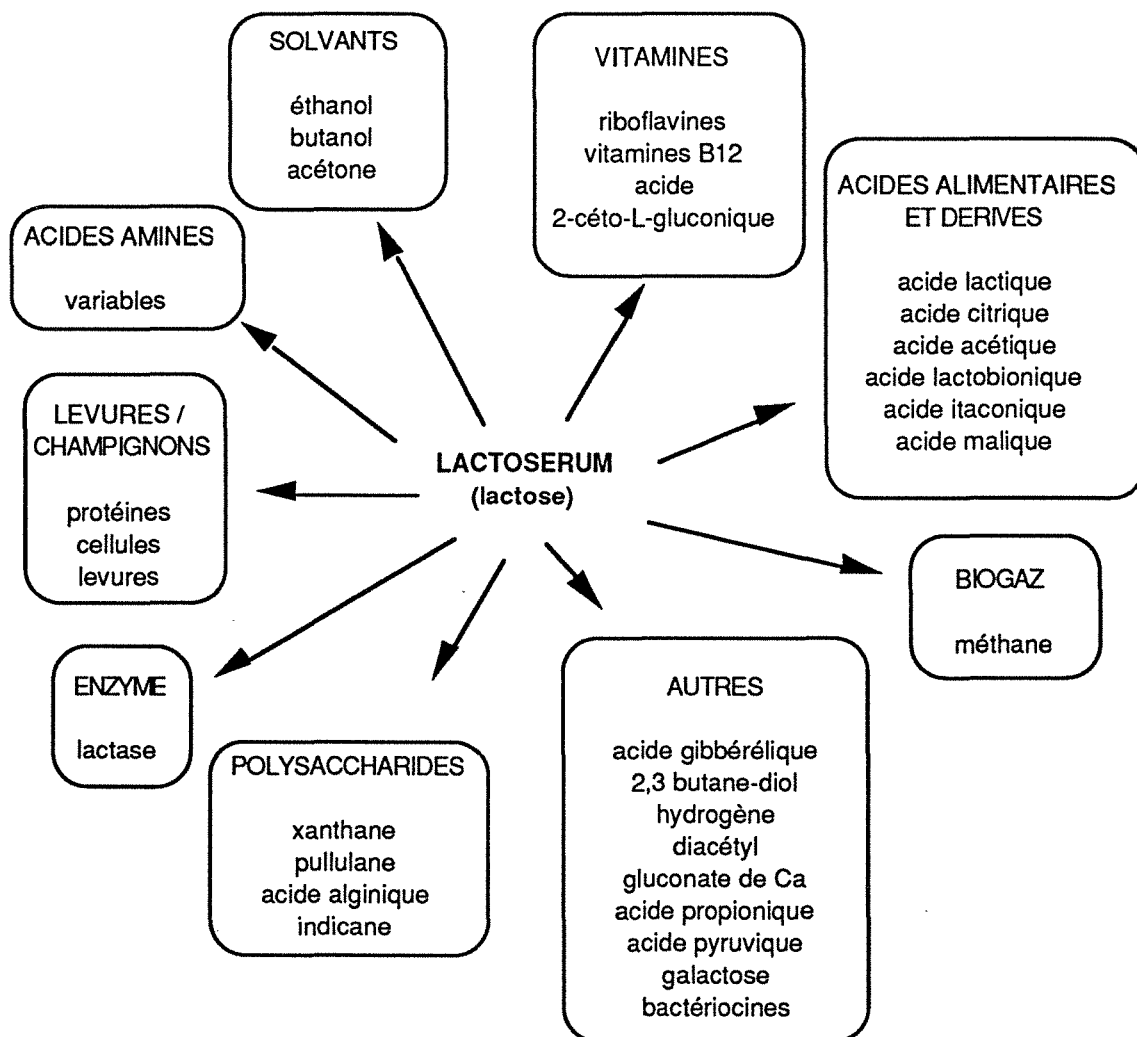 SOLVANTS
éthanol
butanol
acétone
VITAMINES
riboflavines
vitamines B12
acide
2-céto-L-gluconique
ACIDES ALIMENTAIRES
ET DERIVES
acide lactique
acide citrique
acide acétique
acide lactobionique
acide itaconique
acide malique
ACIDES AMINES
variables
LEVURES /
CHAMPIGNONS
protéines
cellules
levures
LACTOSERUM
(lactose)
BIOGAZ
méthane
ENZYME
lactase
POLYSACCHARIDES
xanthane
pullulane
acide alginique
indicane
AUTRES
acide gibbérélique
2,3 butane-diol
hydrogène
diacétyl
gluconate de Ca
acide propionique
acide pyruvique
galactose
bactériocines